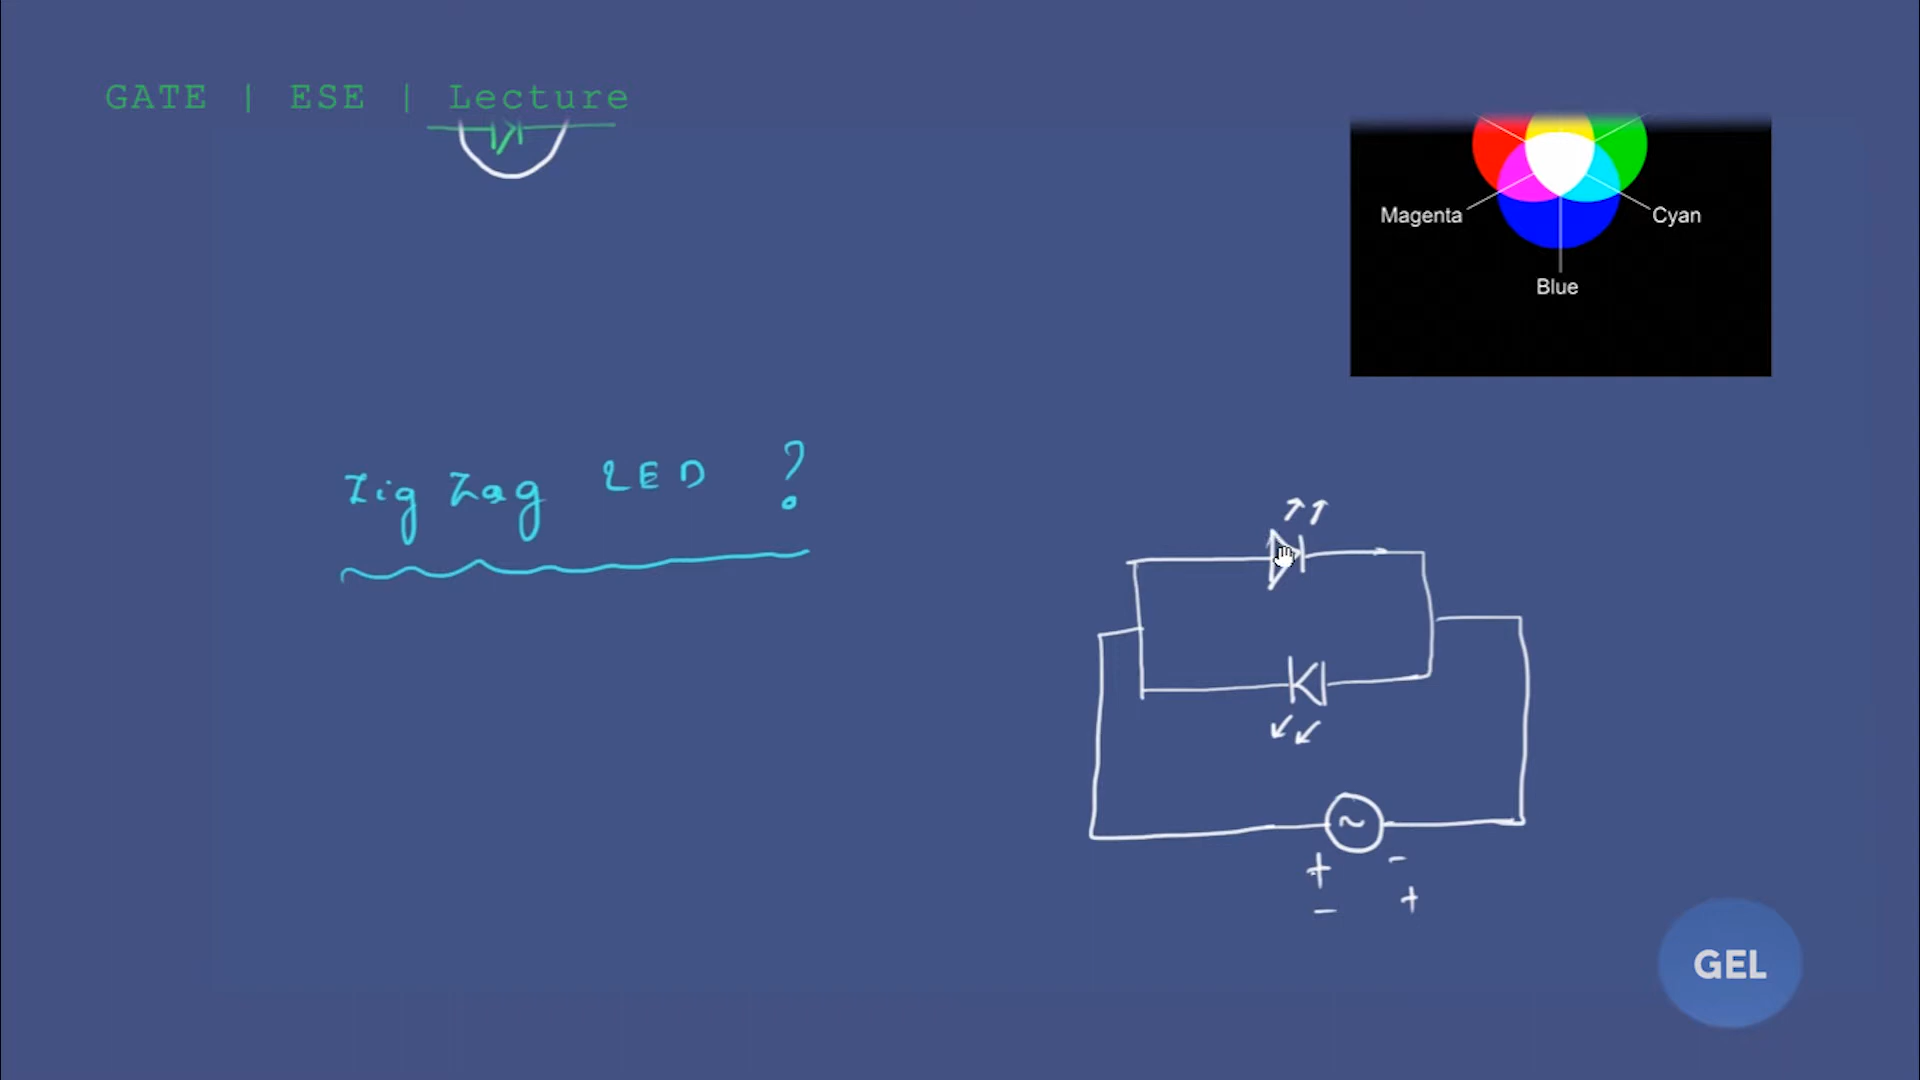 GATE | ESE | Lecture
Magenta
Cyan
Blue
Zig Zag LED ?
~
+ -
- +
GEL